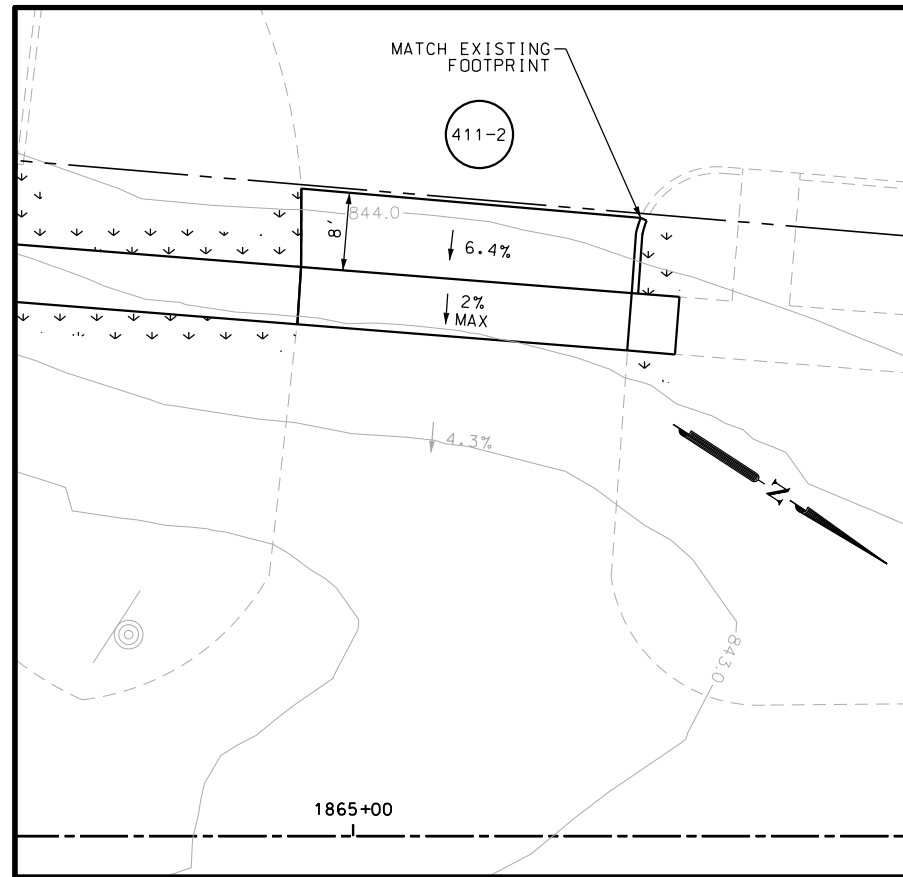 MATCH EXISTING
FOOTPRINT
411-2
844.0
8'
6.4%
2%
MAX
4.3%
N
843.0
1865+00